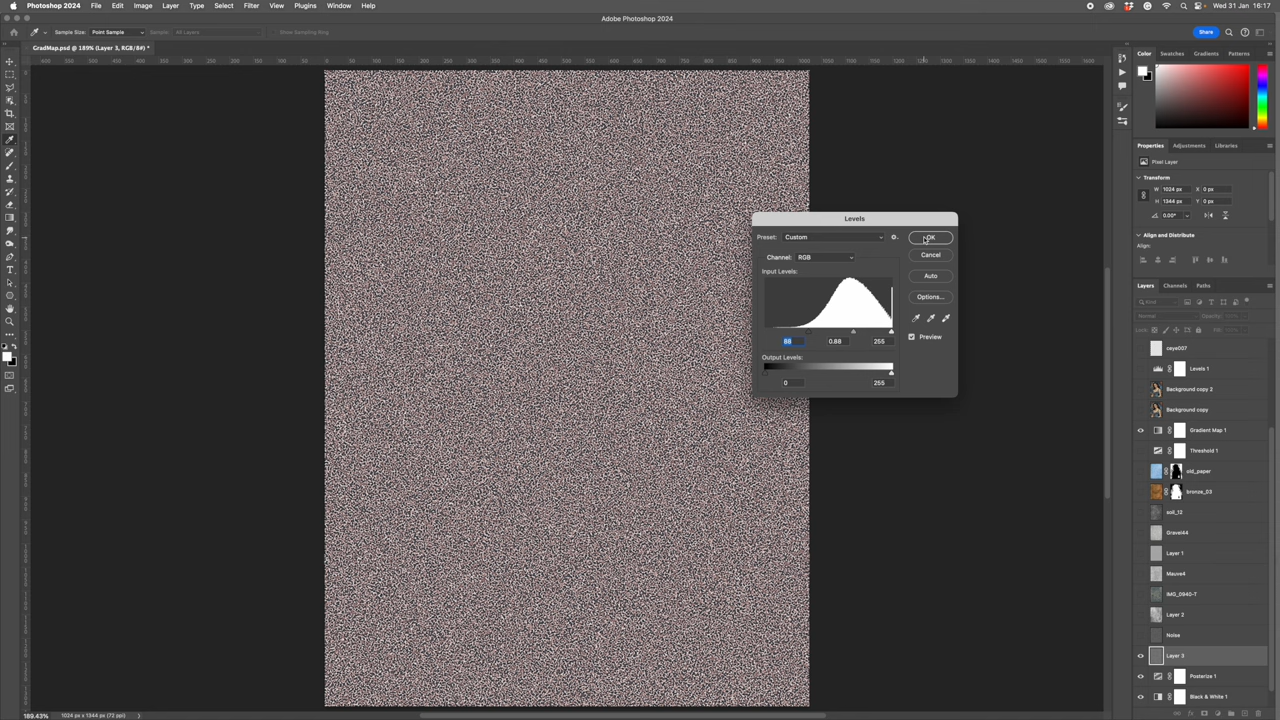 Photoshop 2024 File Edit Image Layer Type Select Filter View Plugins Window Help Wed 31 Jan 16:17
Adobe Photoshop 2024
Sample Size: Point Sample All Layers Show Sampling Ring Share
GradMap.psd @ 189% (Layer 3, RGB/8#) *
Color Swatches Gradients Patterns
Properties Adjustments Libraries
Pixel Layer
Transform
W 1024 px X 0 px
H 1344 px Y 0 px
0.00°
Align and Distribute
Align:
Levels
Preset: Custom OK
Channel: RGB Cancel
Input Levels: Auto
Options...
Preview
88 0.88 255
Output Levels:
0 255
Layers Channels Paths
Kind
Normal Opacity:
Lock: Fill:
ceye007
Levels 1
Background copy 2
Background copy
Gradient Map 1
Threshold 1
old_paper
bronze_03
soil_12
Gravel44
Layer 1
Mauve4
IMG_0940-T
Layer 2
Noise
Layer 3
Posterize 1
Black & White 1
189.43% 1024 px x 1344 px (72 ppi)